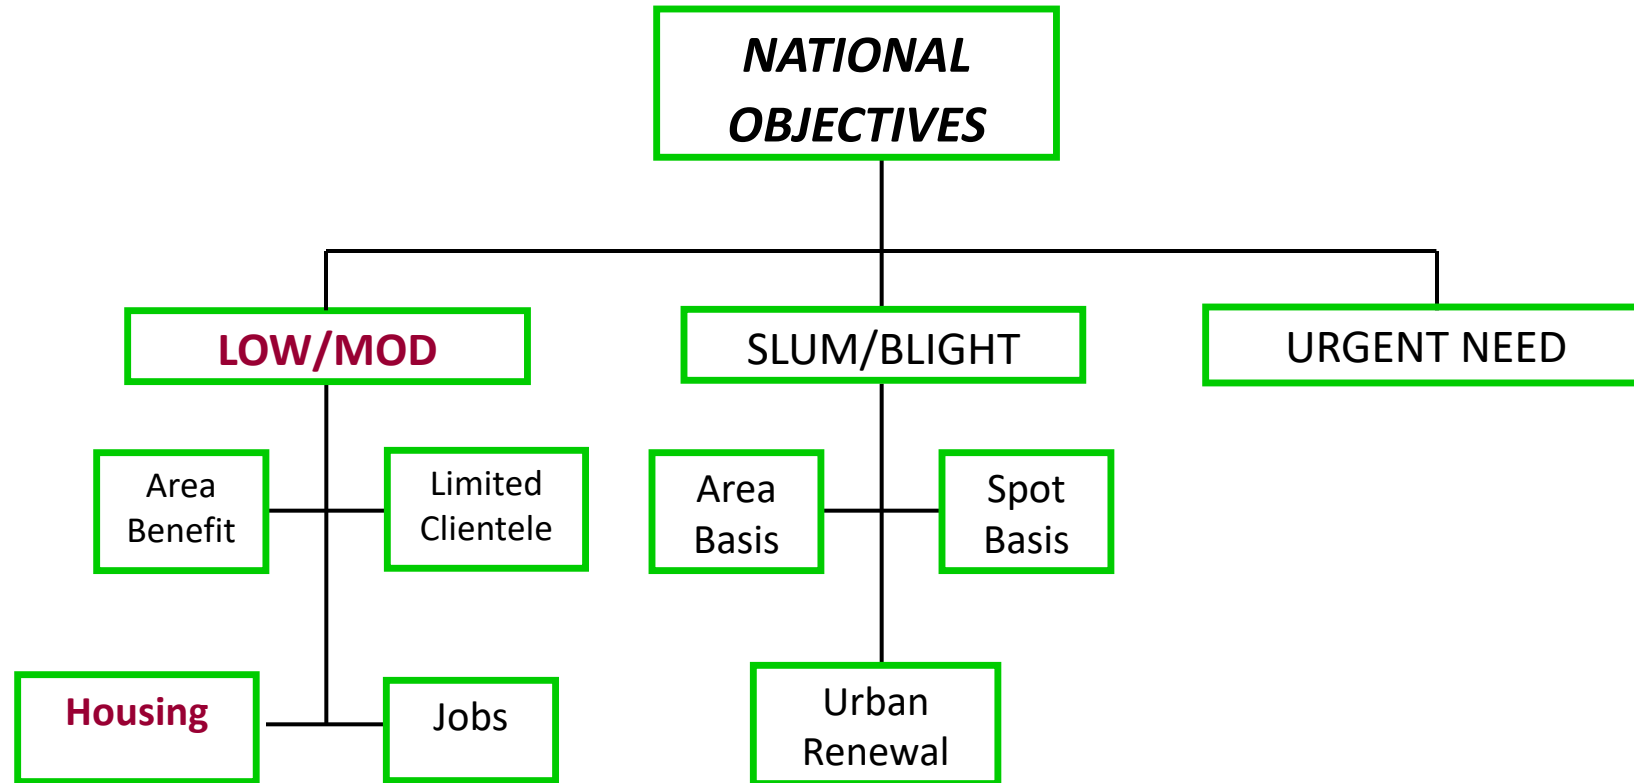 NATIONAL
OBJECTIVES
LOW/MOD
SLUM/BLIGHT
URGENT NEED
Area
Benefit
Limited
Clientele
Area
Basis
Spot
Basis
Housing
Jobs
Urban
Renewal